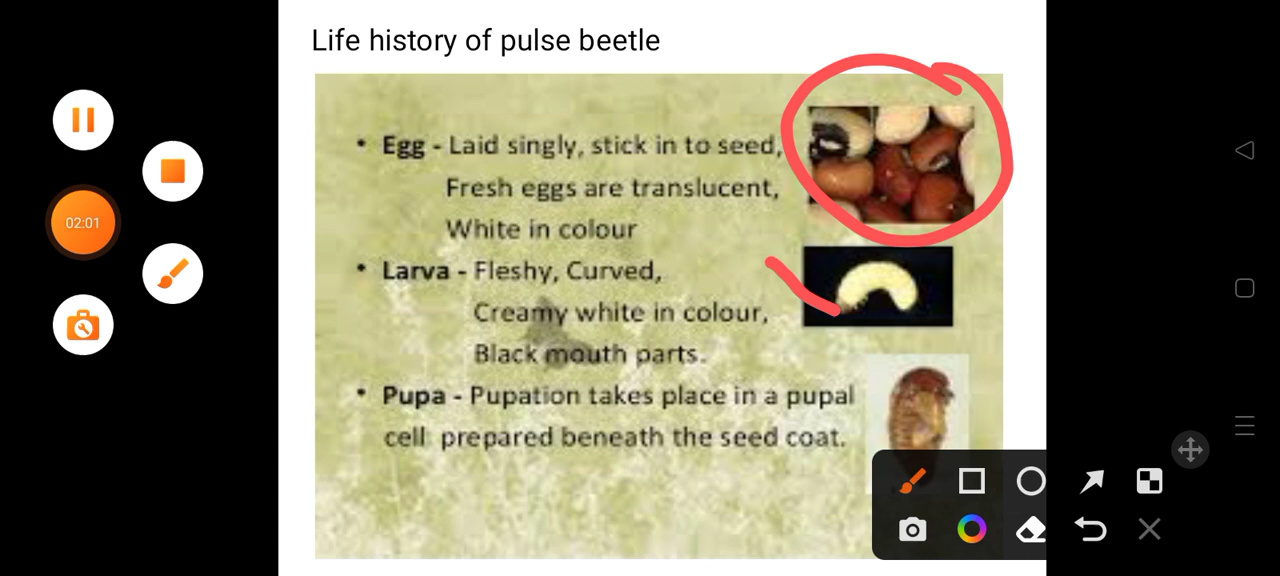 Life history of pulse beetle
• Egg - Laid singly, stick in to seed,
Fresh eggs are translucent,
White in colour
02:01
• Larva - Fleshy, Curved,
Creamy white in colour,
Black mouth parts.
• Pupa - Pupation takes place in a pupal
cell prepared beneath the seed coat.